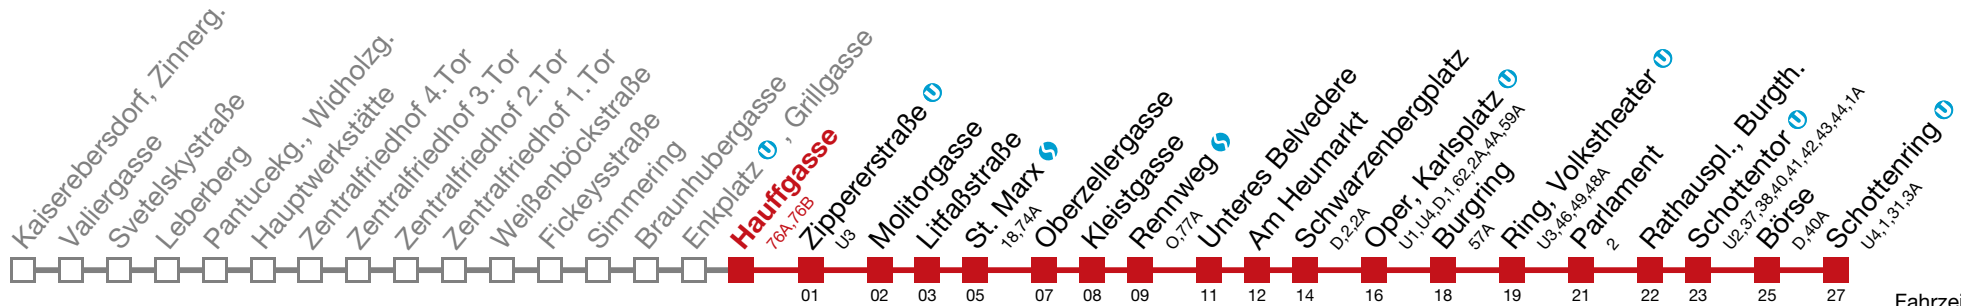 Kaiserebersdorf, Zinnerg.
Valiergasse
Svetelskystraße
Leberberg
Pantucekg., Widholzg.
Hauptwerkstätte
Zentralfriedhof 4. Tor
Zentralfriedhof 3. Tor
Zentralfriedhof 2. Tor
Zentralfriedhof 1. Tor
Weißenböckstraße
Fickeysstraße
Simmering
Braunhubergasse
Enkplatz U, Grillgasse
Hauffgasse
76A,76B
Zippererstraße U
U3
Molitorgasse
Litfaßstraße
St. Marx S
18,74A
Oberzellergasse
Kleistgasse
Rennweg S
O,77A
Unteres Belvedere
Am Heumarkt
Schwarzenbergplatz
D,2,2A
Oper, Karlsplatz U
U1,U4,D,1,62,2A,4A,59A
Burgring
57A
Ring, Volkstheater U
U3,46,49,48A
Parlament
2
Rathauspl., Burgth.
Schottentor U
U2,37,38,40,41,42,43,44,1A
Börse
D,40A
Schottenring U
U4,1,31,3A
01 02 03 05 07 08 09 11 12 14 16 18 19 21 22 23 25 27